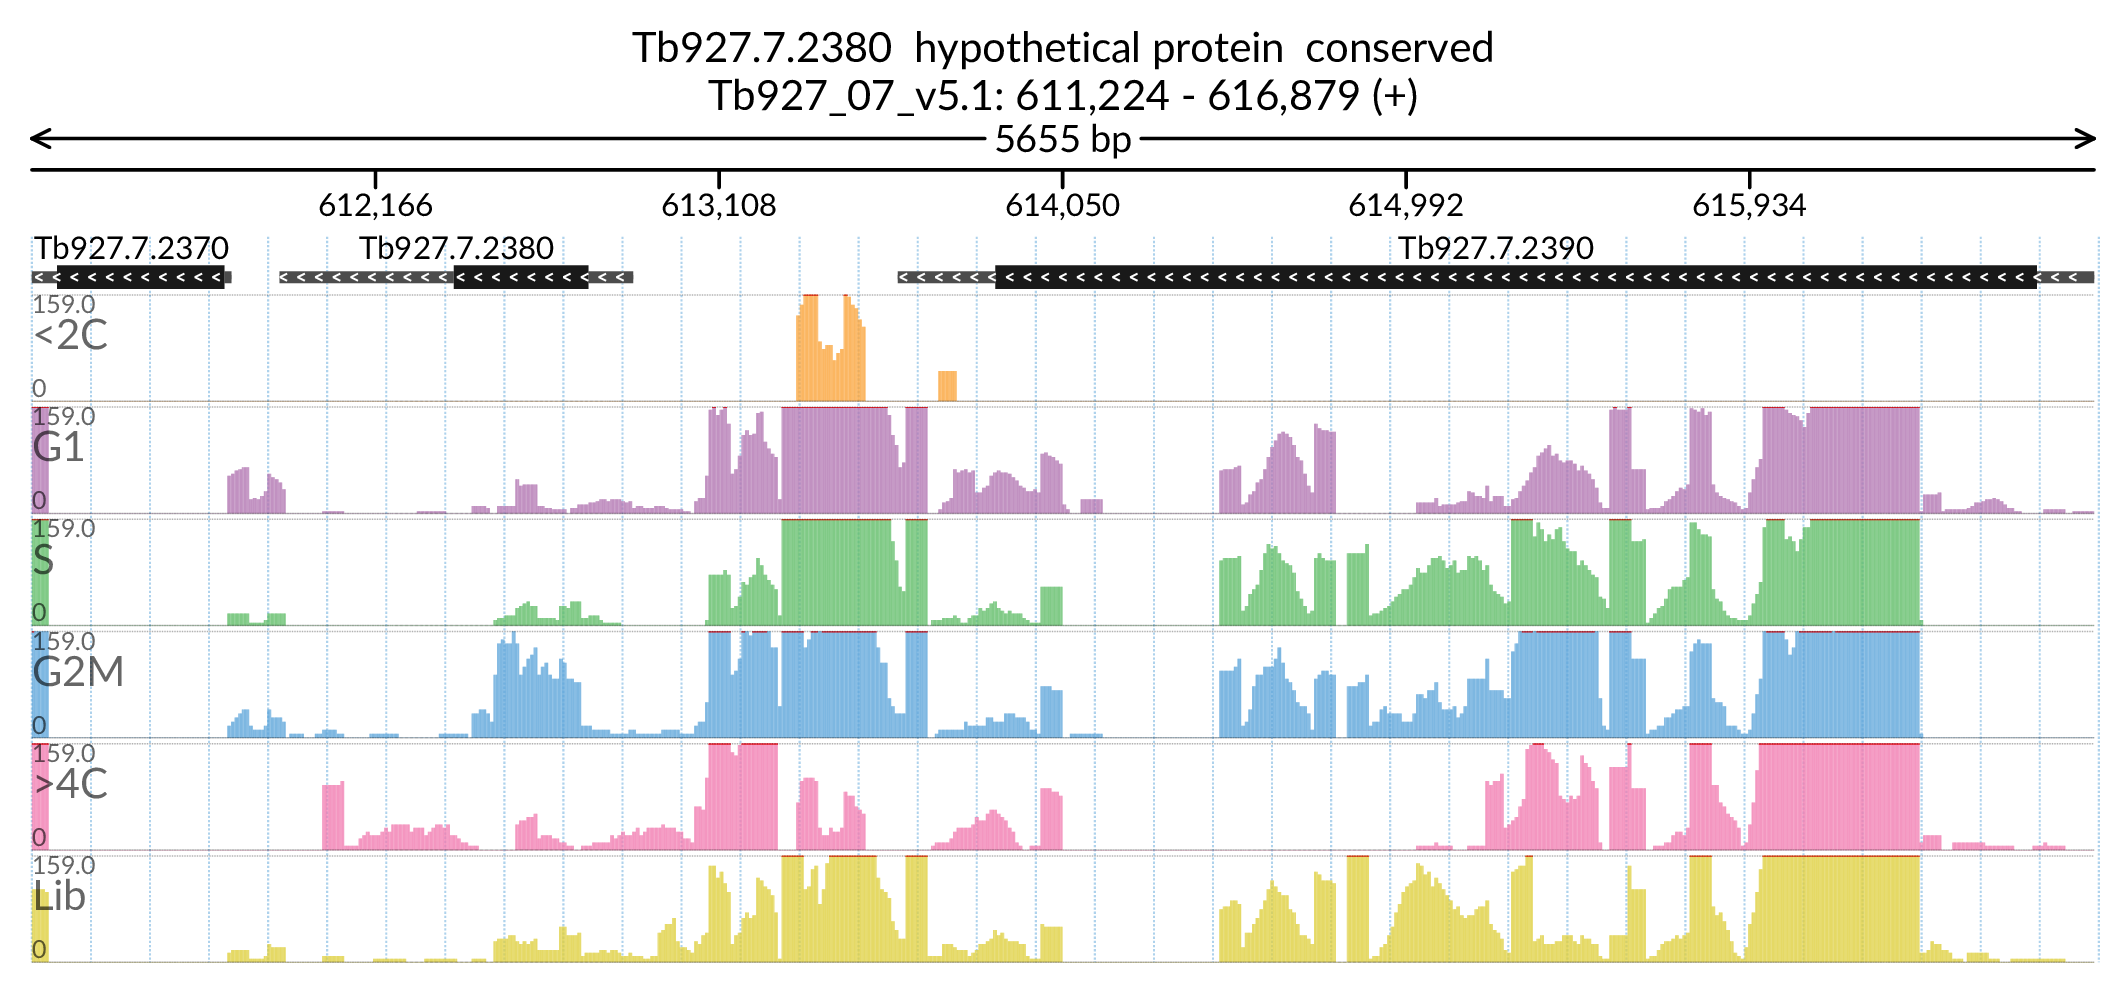 Tb927.7.2380  hypothetical protein  conserved
Tb927_07_v5.1: 611,224 - 616,879 (+)
5655 bp
612,166 613,108 614,050 614,992 615,934
Tb927.7.2370 Tb927.7.2380 Tb927.7.2390
159.0
<2C
0
159.0
G1
0
159.0
S
0
159.0
G2M
0
159.0
>4C
0
159.0
Lib
0